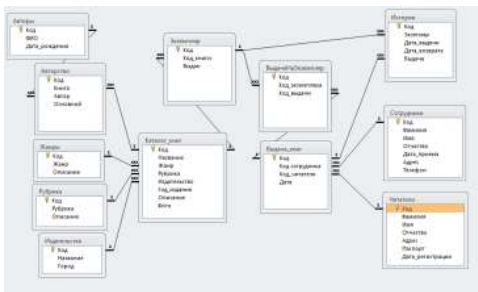 Авторы
Код
ФИО
Дата_рождения
Авторство
Код
Книга
Автор
Основной
Жанры
Код
Жанр
Описание
Рубрики
Код
Рубрика
Описание
Издательства
Код
Название
Город
Экземпляр
Код
Код_книги
Выдан
Каталог_книг
Код
Название
Жанр
Рубрика
Издательство
Год_издания
Описание
Фото
Код
Код_экземпляра
Код_выдачи
Выдача_книг
Код
Код_сотрудника
Код_читателя
Дата
История
Код
Экземпляр
Дата_выдачи
Дата_возврата
Выдача
Сотрудники
Код
Фамилия
Имя
Отчество
Дата_приема
Адрес
Телефон
Читатели
Код
Фамилия
Имя
Отчество
Адрес
Паспорт
Дата_регистрации